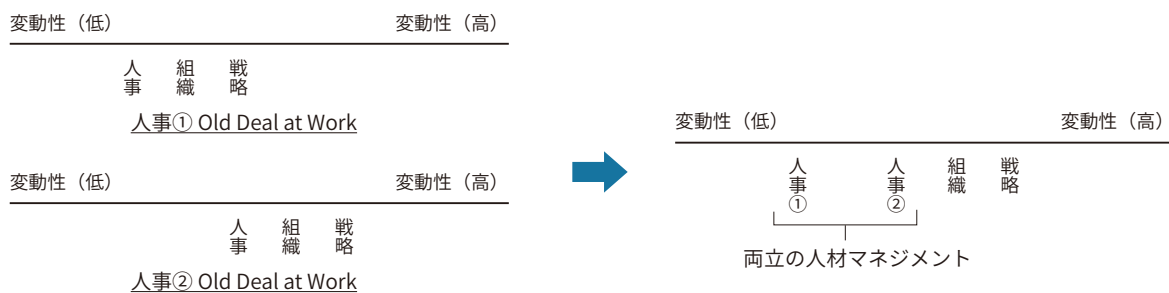 変動性（低） 変動性（高）
人事 組織 戦略
人事① Old Deal at Work
変動性（低） 変動性（高）
人事 組織 戦略
人事② Old Deal at Work
変動性（低） 変動性（高）
人事① 人事② 組織 戦略
両立の人材マネジメント